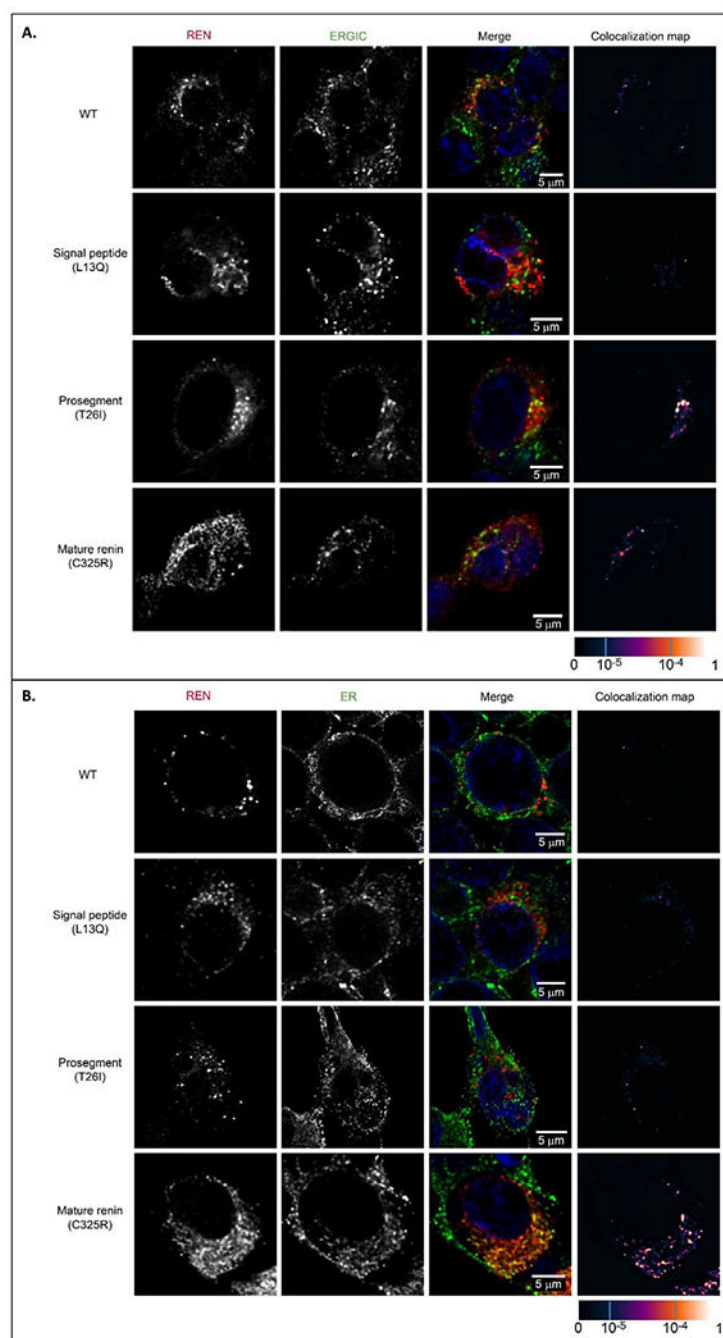 A.
REN ERGIC Merge Colocalization map
WT
5 μm
Signal peptide
(L13Q)
5 μm
Prosegment
(T26I)
5 μm
Mature renin
(C325R)
5 μm
0 10-5 10-4 1
B.
REN ER Merge Colocalization map
WT
5 μm
Signal peptide
(L13Q)
5 μm
Prosegment
(T26I)
5 μm
Mature renin
(C325R)
5 μm
0 10-5 10-4 1